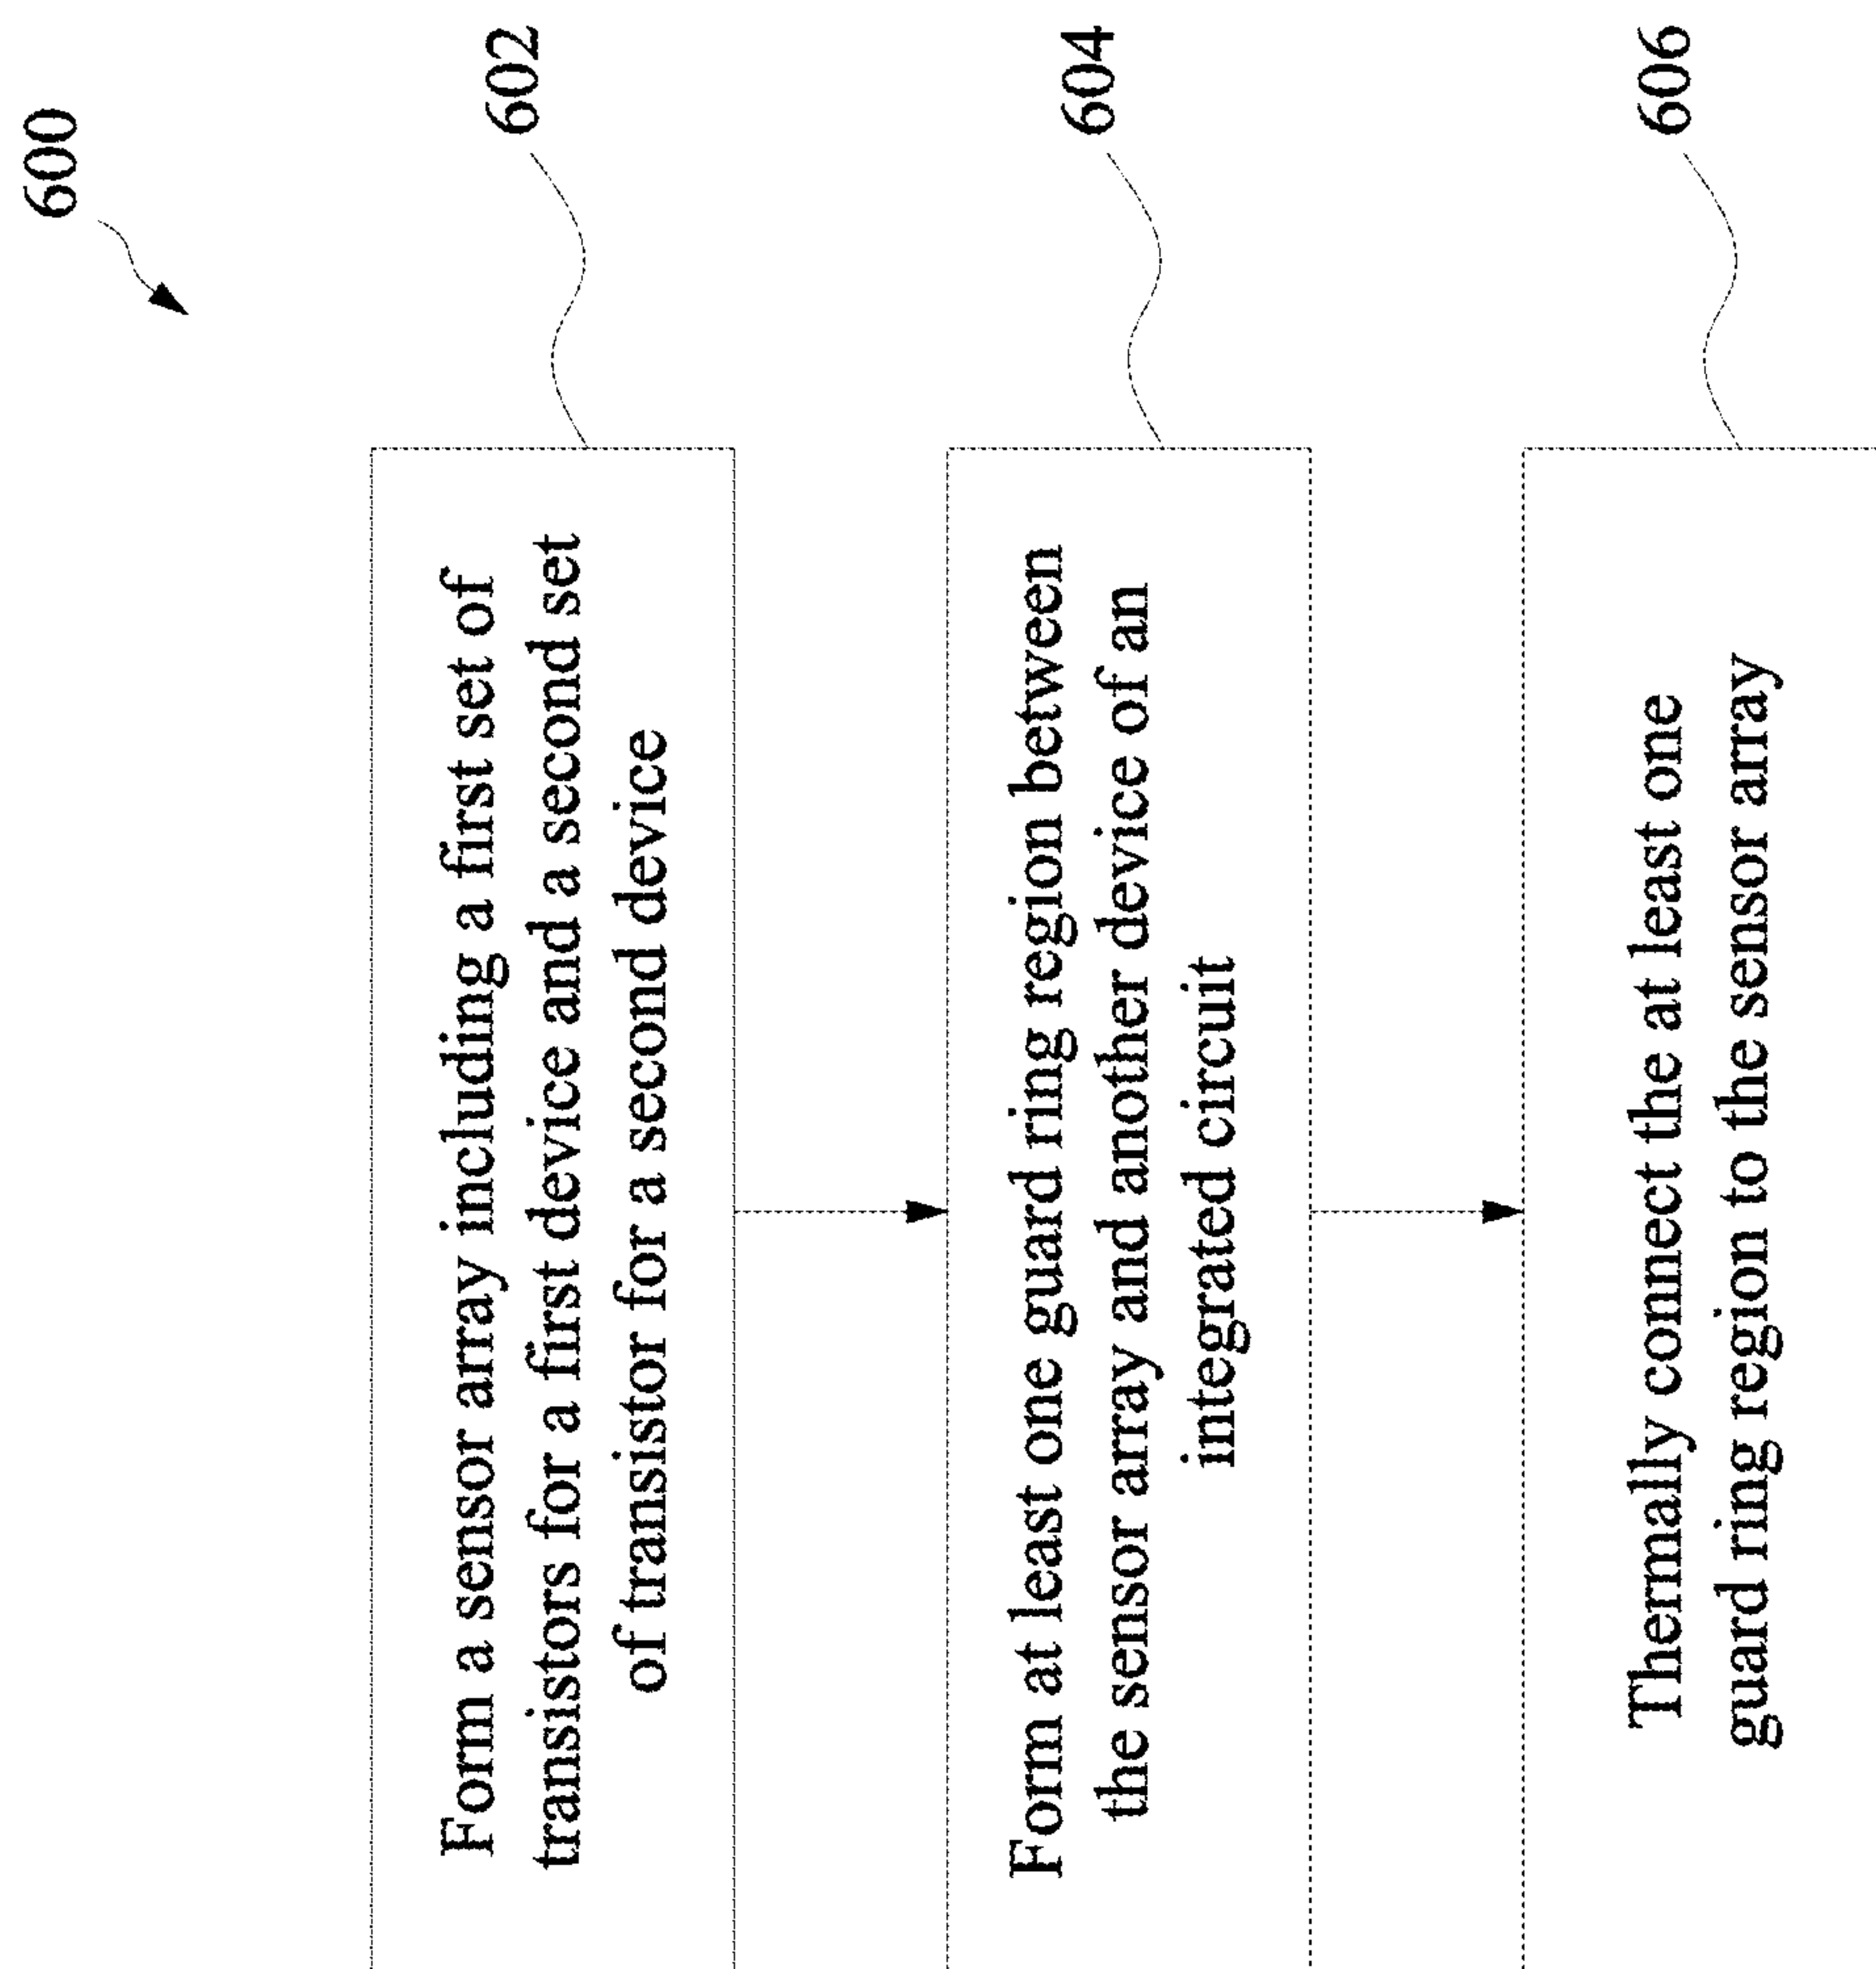 600
Form a sensor array including a first set of
transistors for a first device and a second set
of transistor for a second device
602
Form at least one guard ring region between
the sensor array and another device of an
integrated circuit
604
Thermally connect the at least one
guard ring region to the sensor array
606